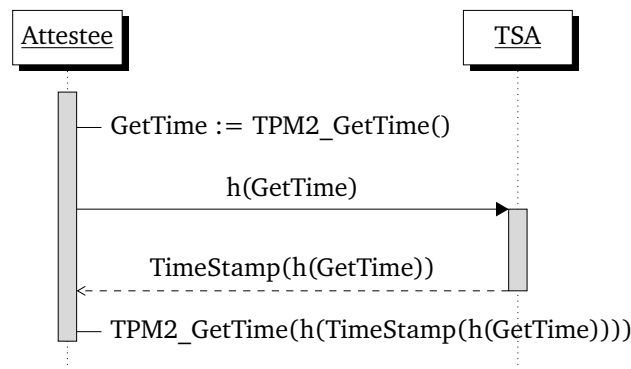 Attestee
TSA
GetTime := TPM2_GetTime()
h(GetTime)
TimeStamp(h(GetTime))
TPM2_GetTime(h(TimeStamp(h(GetTime))))